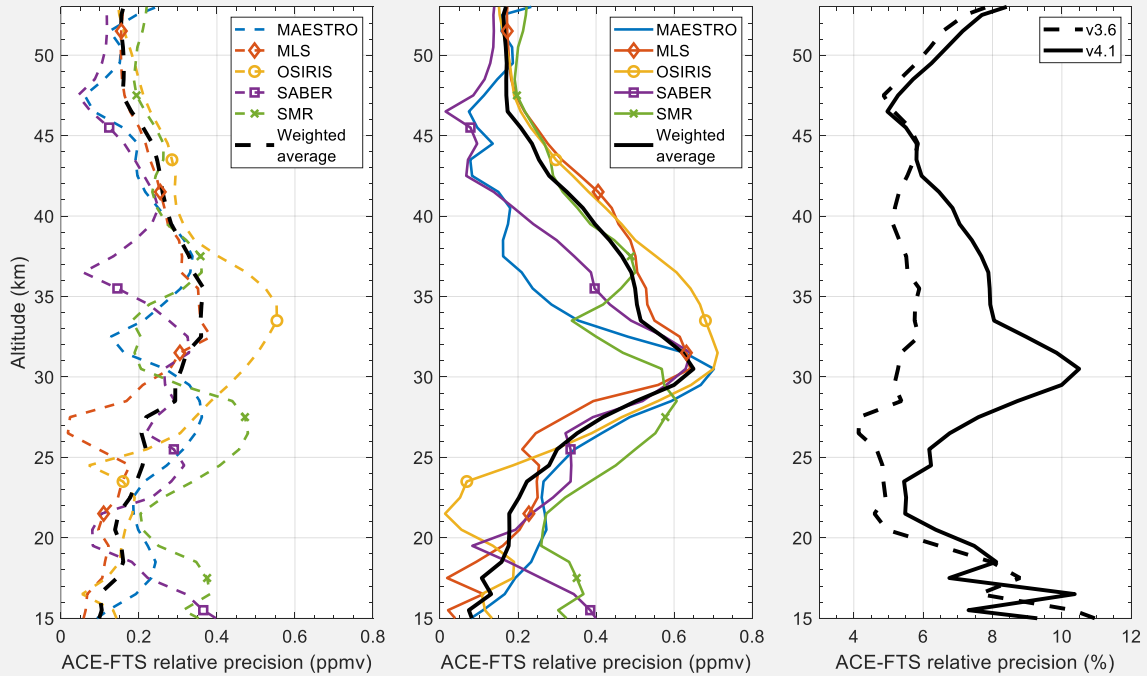 Altitude (km)
50
45
40
35
30
25
20
15
0
0.2
0.4
0.6
0.8
ACE-FTS relative precision (ppmv)
MAESTRO
MLS
OSIRIS
SABER
SMR
Weighted
average
50
45
40
35
30
25
20
15
0
0.2
0.4
0.6
0.8
ACE-FTS relative precision (ppmv)
MAESTRO
MLS
OSIRIS
SABER
SMR
Weighted
average
50
45
40
35
30
25
20
15
4
6
8
10
12
ACE-FTS relative precision (%)
v3.6
v4.1